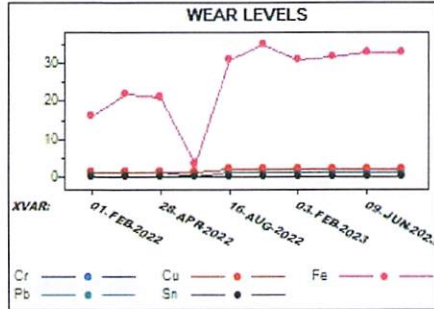 WEAR LEVELS
30
20
10
0
XVAR:
01.FEB.2022
28.APR.2022
16.AUG.2022
03.FEB.2023
09.JUN.2023
Cr Cu Fe
Pb Sn